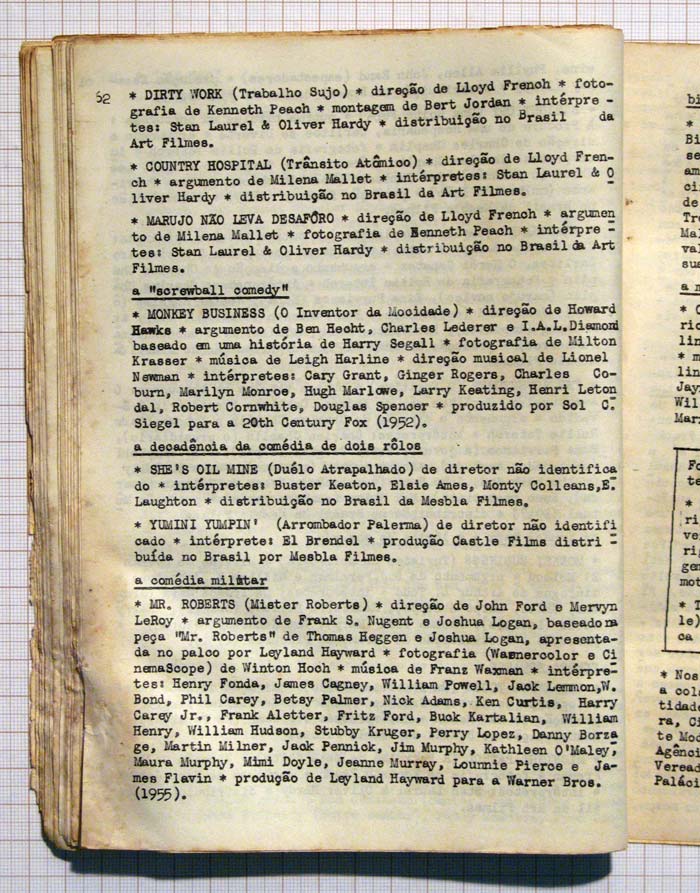 52
* DIRTY WORK (Trabalho Sujo) * direção de Lloyd French * foto-
grafia de Kenneth Peach * montagem de Bert Jordan * intérpre -
tes: Stan Laurel & Oliver Hardy * distribuição no Brasil da
Art Filmes.
* COUNTRY HOSPITAL (Trânsito Atômico) * direção de Lloyd Fren-
ch * argumento de Milena Mallet * intérpretes: Stan Laurel & O
liver Hardy * distribuição no Brasil da Art Filmes.
* MARUJO NÃO LEVA DESAFÔRO * direção de Lloyd French * argumen
to de Milena Mallet * fotografia de Kenneth Peach * intérpre -
tes: Stan Laurel & Oliver Hardy * distribuição no Brasil da Art
Filmes.
a "screwball comedy"
* MONKEY BUSINESS (O Inventor da Mocidade) * direção de Howard
Hawks * argumento de Ben Hecht, Charles Lederer e I.A.L.Diamond
baseado em uma história de Harry Segall * fotografia de Milton
Krasser * música de Leigh Harline * direção musical de Lionel
Newman * intérpretes: Cary Grant, Ginger Rogers, Charles Co-
burn, Marilyn Monroe, Hugh Marlowe, Larry Keating, Henri Leton
dal, Robert Cornwhite, Douglas Spencer * produzido por Sol C.
Siegel para a 20th Century Fox (1952).
a decadência da comédia de dois rôlos
* SHE'S OIL MINE (Duélo Atrapalhado) de diretor não identifica
do * intérpretes: Buster Keaton, Elsie Ames, Monty Colleans,E.
Laughton * distribuição no Brasil da Mesbla Filmes.
* YUMINI YUMPIN' (Arrombador Palerma) de diretor não identifi
cado * intérprete: El Brendel * produção Castle Films distri -
buída no Brasil por Mesbla Filmes.
a comédia militar
* MR. ROBERTS (Mister Roberts) * direção de John Ford e Mervyn
LeRoy * argumento de Frank S. Nugent e Joshua Logan, baseado na
peça "Mr. Roberts" de Thomas Heggen e Joshua Logan, apresenta-
da no palco por Leyland Hayward * fotografia (Warnercolor e Ci
nemaScope) de Winton Hoch * música de Franz Waxman * intérpre-
tes: Henry Fonda, James Cagney, William Powell, Jack Lemmon,W.
Bond, Phil Carey, Betsy Palmer, Nick Adams, Ken Curtis, Harry
Carey Jr., Frank Aletter, Fritz Ford, Buck Kartalian, William
Henry, William Hudson, Stubby Kruger, Perry Lopez, Danny Borza
ge, Martin Milner, Jack Pennick, Jim Murphy, Kathleen O'Maley,
Maura Murphy, Mimi Doyle, Jeanne Murray, Lounnie Pierce e Ja-
mes Flavin * produção de Leyland Hayward para a Warner Bros.
(1955).